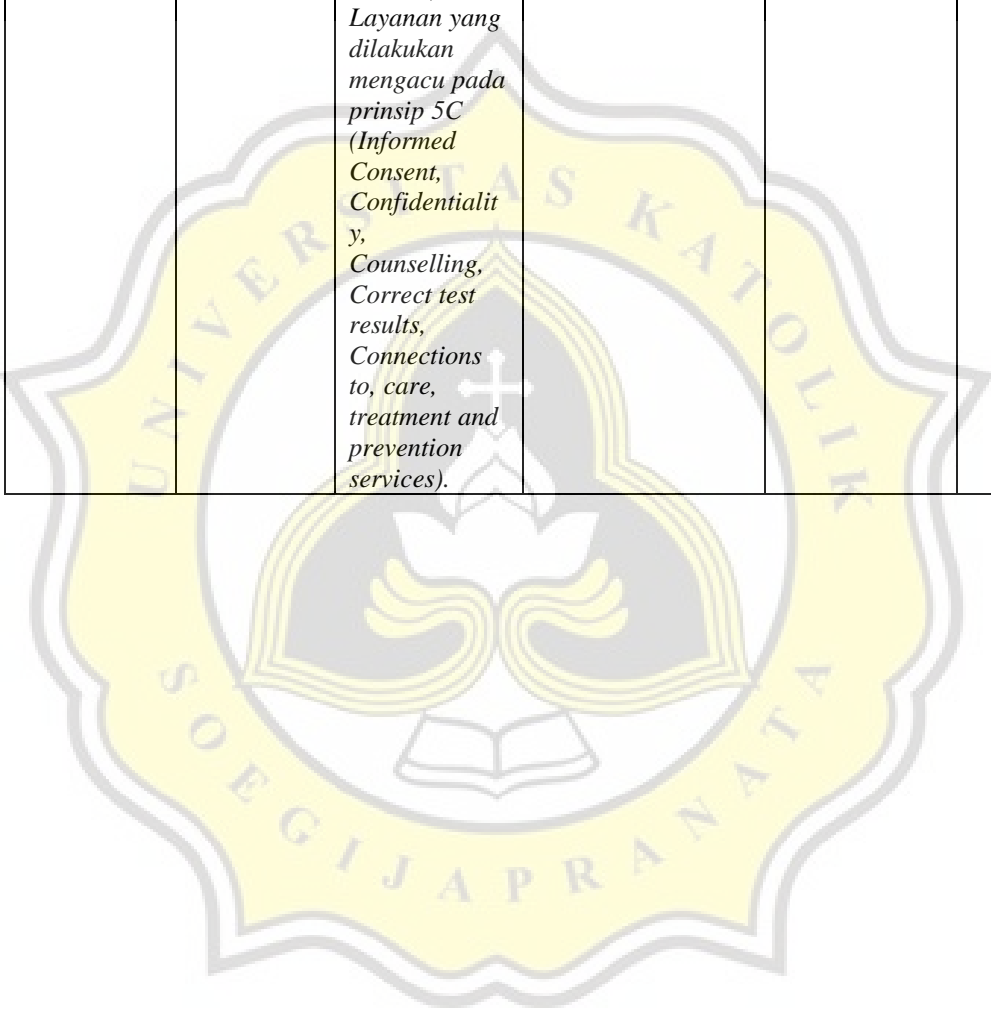 Layanan yang
dilakukan
mengacu pada
prinsip 5C
(Informed
Consent,
Confidentialit
y,
Counselling,
Correct test
results,
Connections
to, care,
treatment and
prevention
services).
UNIVERSITAS KATOLIK
SOEGIJAPRANATA